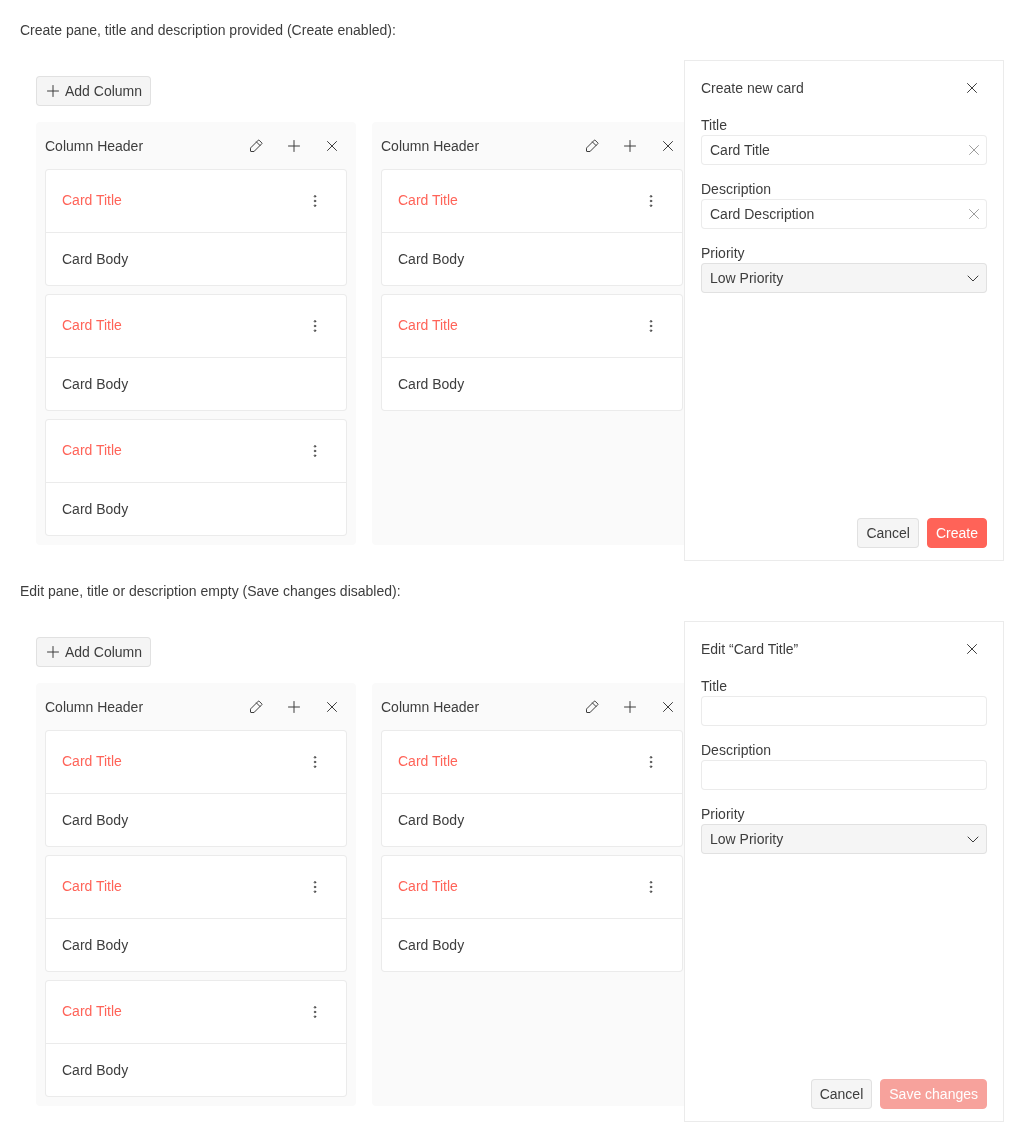 Create pane, title and description provided (Create enabled):
Add Column
Column Header
Card Title
Card Body
Card Title
Card Body
Card Title
Card Body
Column Header
Card Title
Card Body
Card Title
Card Body
Create new card
Title
Card Title
Description
Card Description
Priority
Low Priority
Cancel
Create
Edit pane, title or description empty (Save changes disabled):
Add Column
Column Header
Card Title
Card Body
Card Title
Card Body
Card Title
Card Body
Column Header
Card Title
Card Body
Card Title
Card Body
Edit “Card Title”
Title
Description
Priority
Low Priority
Cancel
Save changes